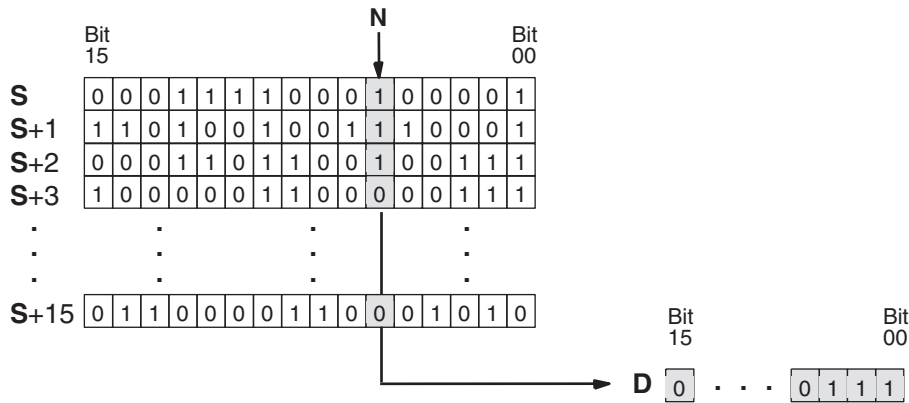 N
Bit 15 Bit 00
S 0 0 0 1 1 1 1 0 0 0 1 0 0 0 0 1
S+1 1 1 0 1 0 0 1 0 0 1 1 1 0 0 0 1
S+2 0 0 0 1 1 0 1 1 0 0 1 0 0 1 1 1
S+3 1 0 0 0 0 0 1 1 0 0 0 0 0 1 1 1
. . . .
. . . .
. . . .
S+15 0 1 1 0 0 0 0 1 1 0 0 0 1 0 1 0
Bit 15 Bit 00
D 0 . . . 0 1 1 1